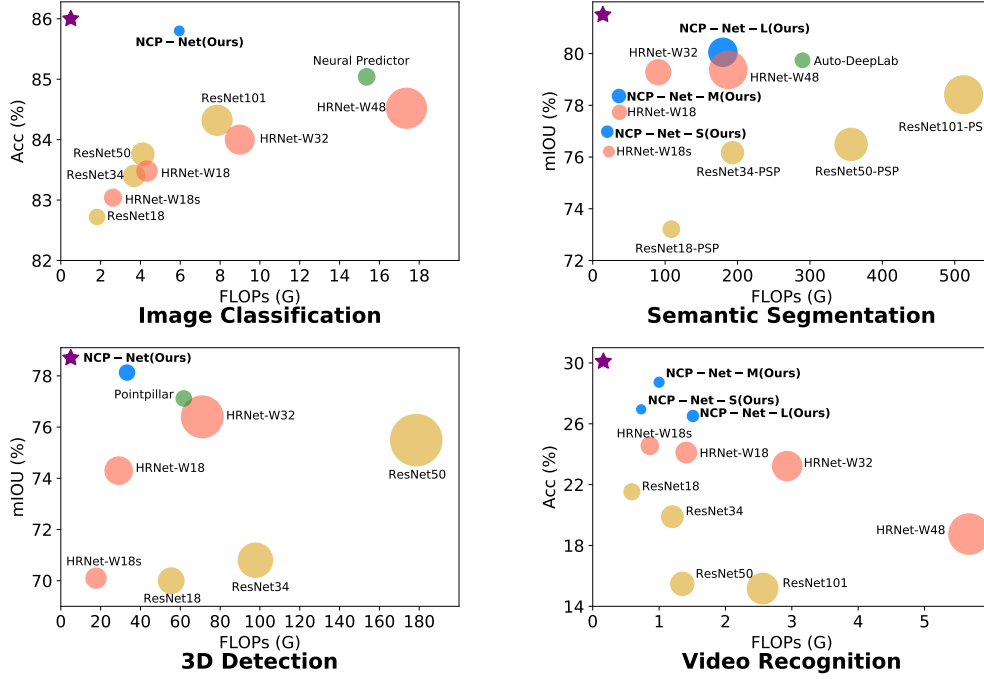 86
85
84
83
82
Acc (%)
NCP−Net(Ours)
Neural Predictor
ResNet101
HRNet-W48
HRNet-W32
ResNet50
ResNet34
HRNet-W18
HRNet-W18s
ResNet18
0 2 4 6 8 10 12 14 16 18
FLOPs (G)
Image Classification
80
78
76
74
72
mIOU (%)
NCP−Net−L(Ours)
HRNet-W32
Auto-DeepLab
HRNet-W48
NCP−Net−M(Ours)
HRNet-W18
ResNet101-PS
NCP−Net−S(Ours)
HRNet-W18s
ResNet34-PSP
ResNet50-PSP
ResNet18-PSP
0 100 200 300 400 500
FLOPs (G)
Semantic Segmentation
78
76
74
72
70
mIOU (%)
NCP−Net(Ours)
Pointpillar
HRNet-W32
ResNet50
HRNet-W18
HRNet-W18s
ResNet18
ResNet34
0 20 40 60 80 100 120 140 160 180
FLOPs (G)
3D Detection
30
26
22
18
14
Acc (%)
NCP−Net−M(Ours)
NCP−Net−S(Ours)
NCP−Net−L(Ours)
HRNet-W18s
HRNet-W18
HRNet-W32
ResNet18
ResNet34
HRNet-W48
ResNet50
ResNet101
0 1 2 3 4 5
FLOPs (G)
Video Recognition